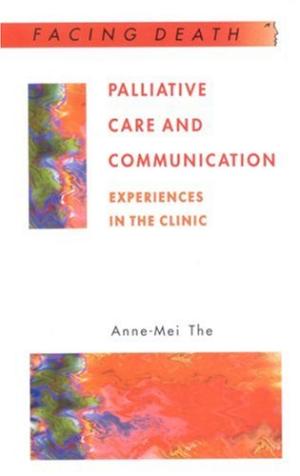 FACING DEATH
PALLIATIVE
CARE AND
COMMUNICATION
EXPERIENCES
IN THE CLINIC
Anne-Mei The